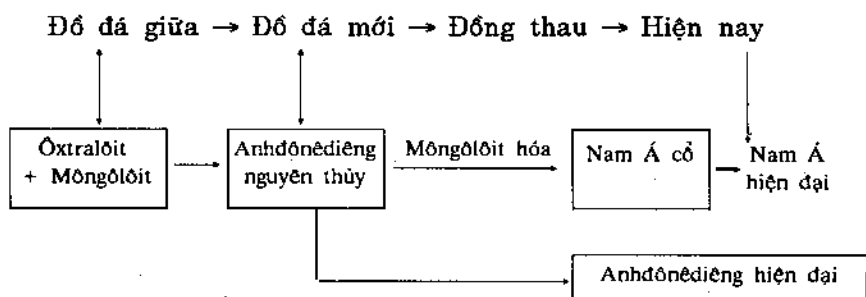 Đồ đá giữa → Đồ đá mới → Đồng thau → Hiện nay
Ôxtralôit
+ Môngôlôit
Anhđônêdiêng
nguyên thủy
Môngôlôit hóa
Nam Á cổ
Nam Á
hiện đại
Anhđônêdiêng hiện đại